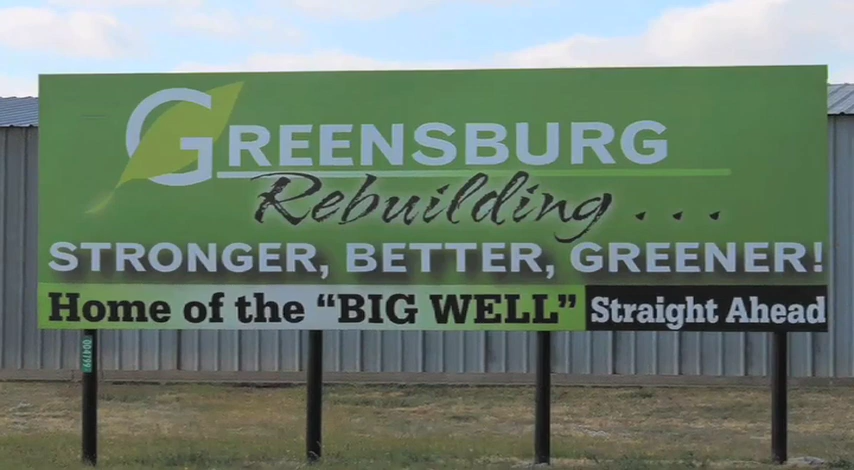 GREENSBURG
Rebuilding...
STRONGER, BETTER, GREENER!
Home of the “BIG WELL” Straight Ahead